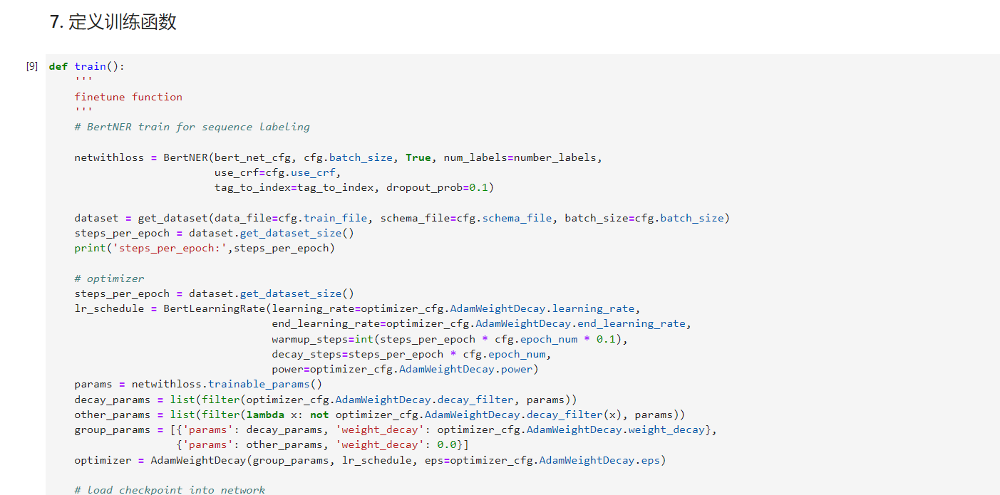 7. 定义训练函数
[9] def train():
    '''
    finetune function
    '''
    # BertNER train for sequence labeling
    netwithloss = BertNER(bert_net_cfg, cfg.batch_size, True, num_labels=number_labels,
                          use_crf=cfg.use_crf,
                          tag_to_index=tag_to_index, dropout_prob=0.1)
    dataset = get_dataset(data_file=cfg.train_file, schema_file=cfg.schema_file, batch_size=cfg.batch_size)
    steps_per_epoch = dataset.get_dataset_size()
    print('steps_per_epoch:',steps_per_epoch)
    # optimizer
    steps_per_epoch = dataset.get_dataset_size()
    lr_schedule = BertLearningRate(learning_rate=optimizer_cfg.AdamWeightDecay.learning_rate,
                                   end_learning_rate=optimizer_cfg.AdamWeightDecay.end_learning_rate,
                                   warmup_steps=int(steps_per_epoch * cfg.epoch_num * 0.1),
                                   decay_steps=steps_per_epoch * cfg.epoch_num,
                                   power=optimizer_cfg.AdamWeightDecay.power)
    params = netwithloss.trainable_params()
    decay_params = list(filter(optimizer_cfg.AdamWeightDecay.decay_filter, params))
    other_params = list(filter(lambda x: not optimizer_cfg.AdamWeightDecay.decay_filter(x), params))
    group_params = [{'params': decay_params, 'weight_decay': optimizer_cfg.AdamWeightDecay.weight_decay},
                    {'params': other_params, 'weight_decay': 0.0}]
    optimizer = AdamWeightDecay(group_params, lr_schedule, eps=optimizer_cfg.AdamWeightDecay.eps)
    # load checkpoint into network